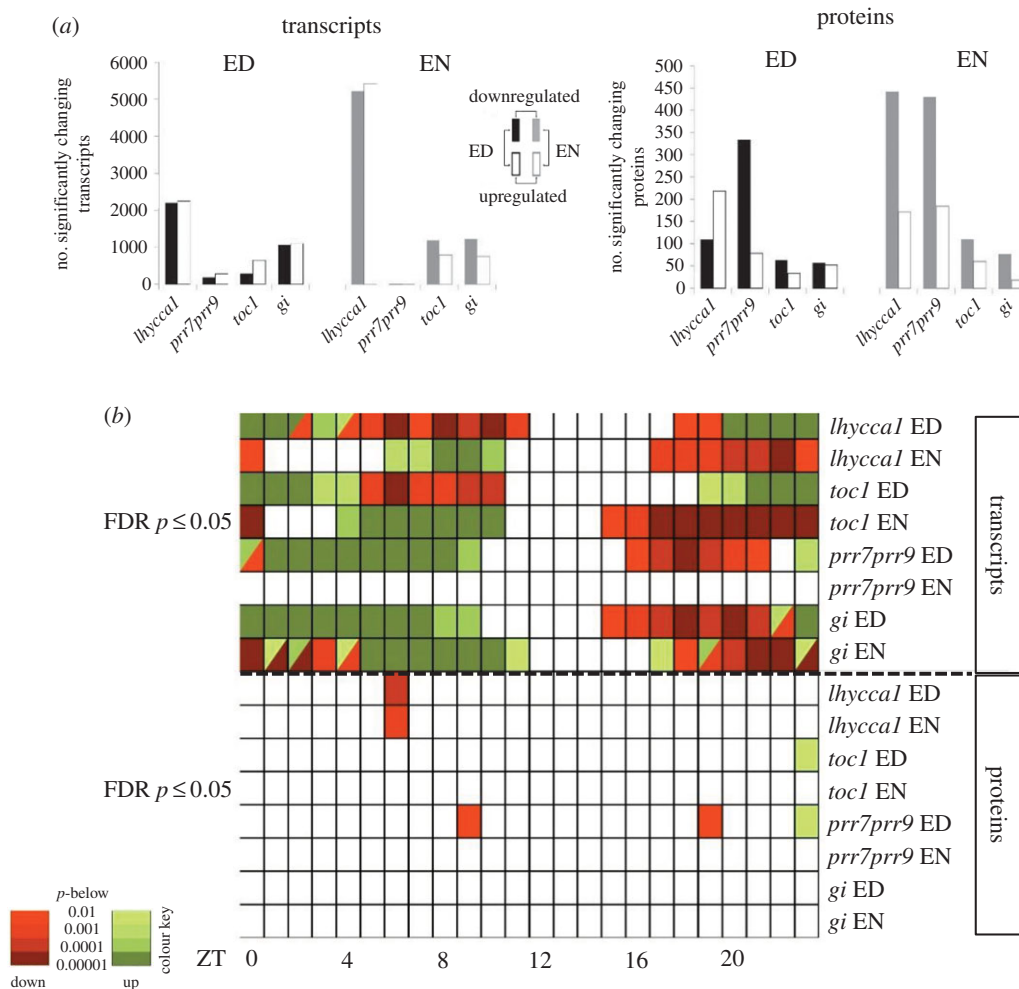 (a)
transcripts
ED
EN
no. significantly changing
transcripts
6000
5000
4000
3000
2000
1000
0
lhycca1
prr7prr9
toc1
gi
lhycca1
prr7prr9
toc1
gi
downregulated
ED
EN
upregulated
proteins
ED
EN
no. significantly changing
proteins
500
450
400
350
300
250
200
150
100
50
0
lhycca1
prr7prr9
toc1
gi
lhycca1
prr7prr9
toc1
gi
(b)
FDR p ≤ 0.05
lhycca1 ED
lhycca1 EN
toc1 ED
toc1 EN
prr7prr9 ED
prr7prr9 EN
gi ED
gi EN
transcripts
FDR p ≤ 0.05
lhycca1 ED
lhycca1 EN
toc1 ED
toc1 EN
prr7prr9 ED
prr7prr9 EN
gi ED
gi EN
proteins
p-below
0.01
0.001
0.0001
0.00001
down
up
colour key
ZT
0
4
8
12
16
20